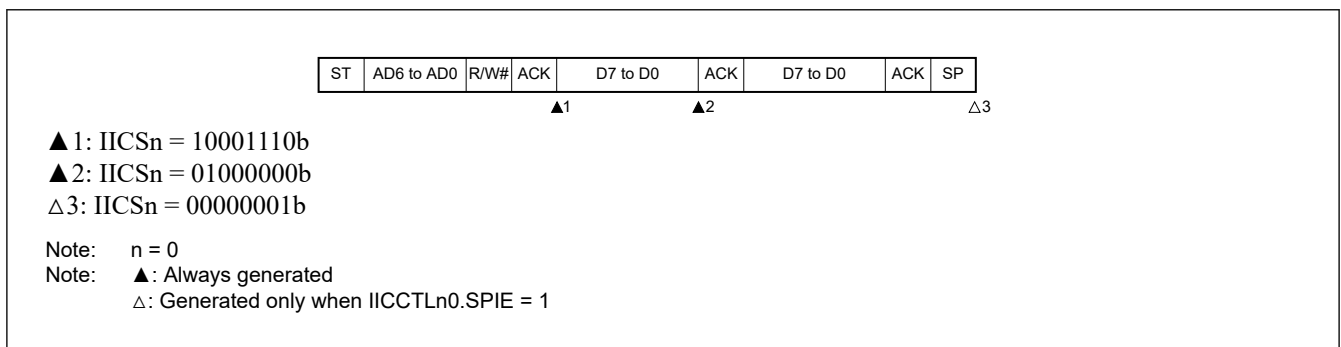 ST AD6 to AD0 R/W# ACK D7 to D0 ACK D7 to D0 ACK SP
▲1 ▲2 △3
▲1: IICSn = 10001110b
▲2: IICSn = 01000000b
△3: IICSn = 00000001b
Note: n = 0
Note: ▲: Always generated
△: Generated only when IICCTLn0.SPIE = 1